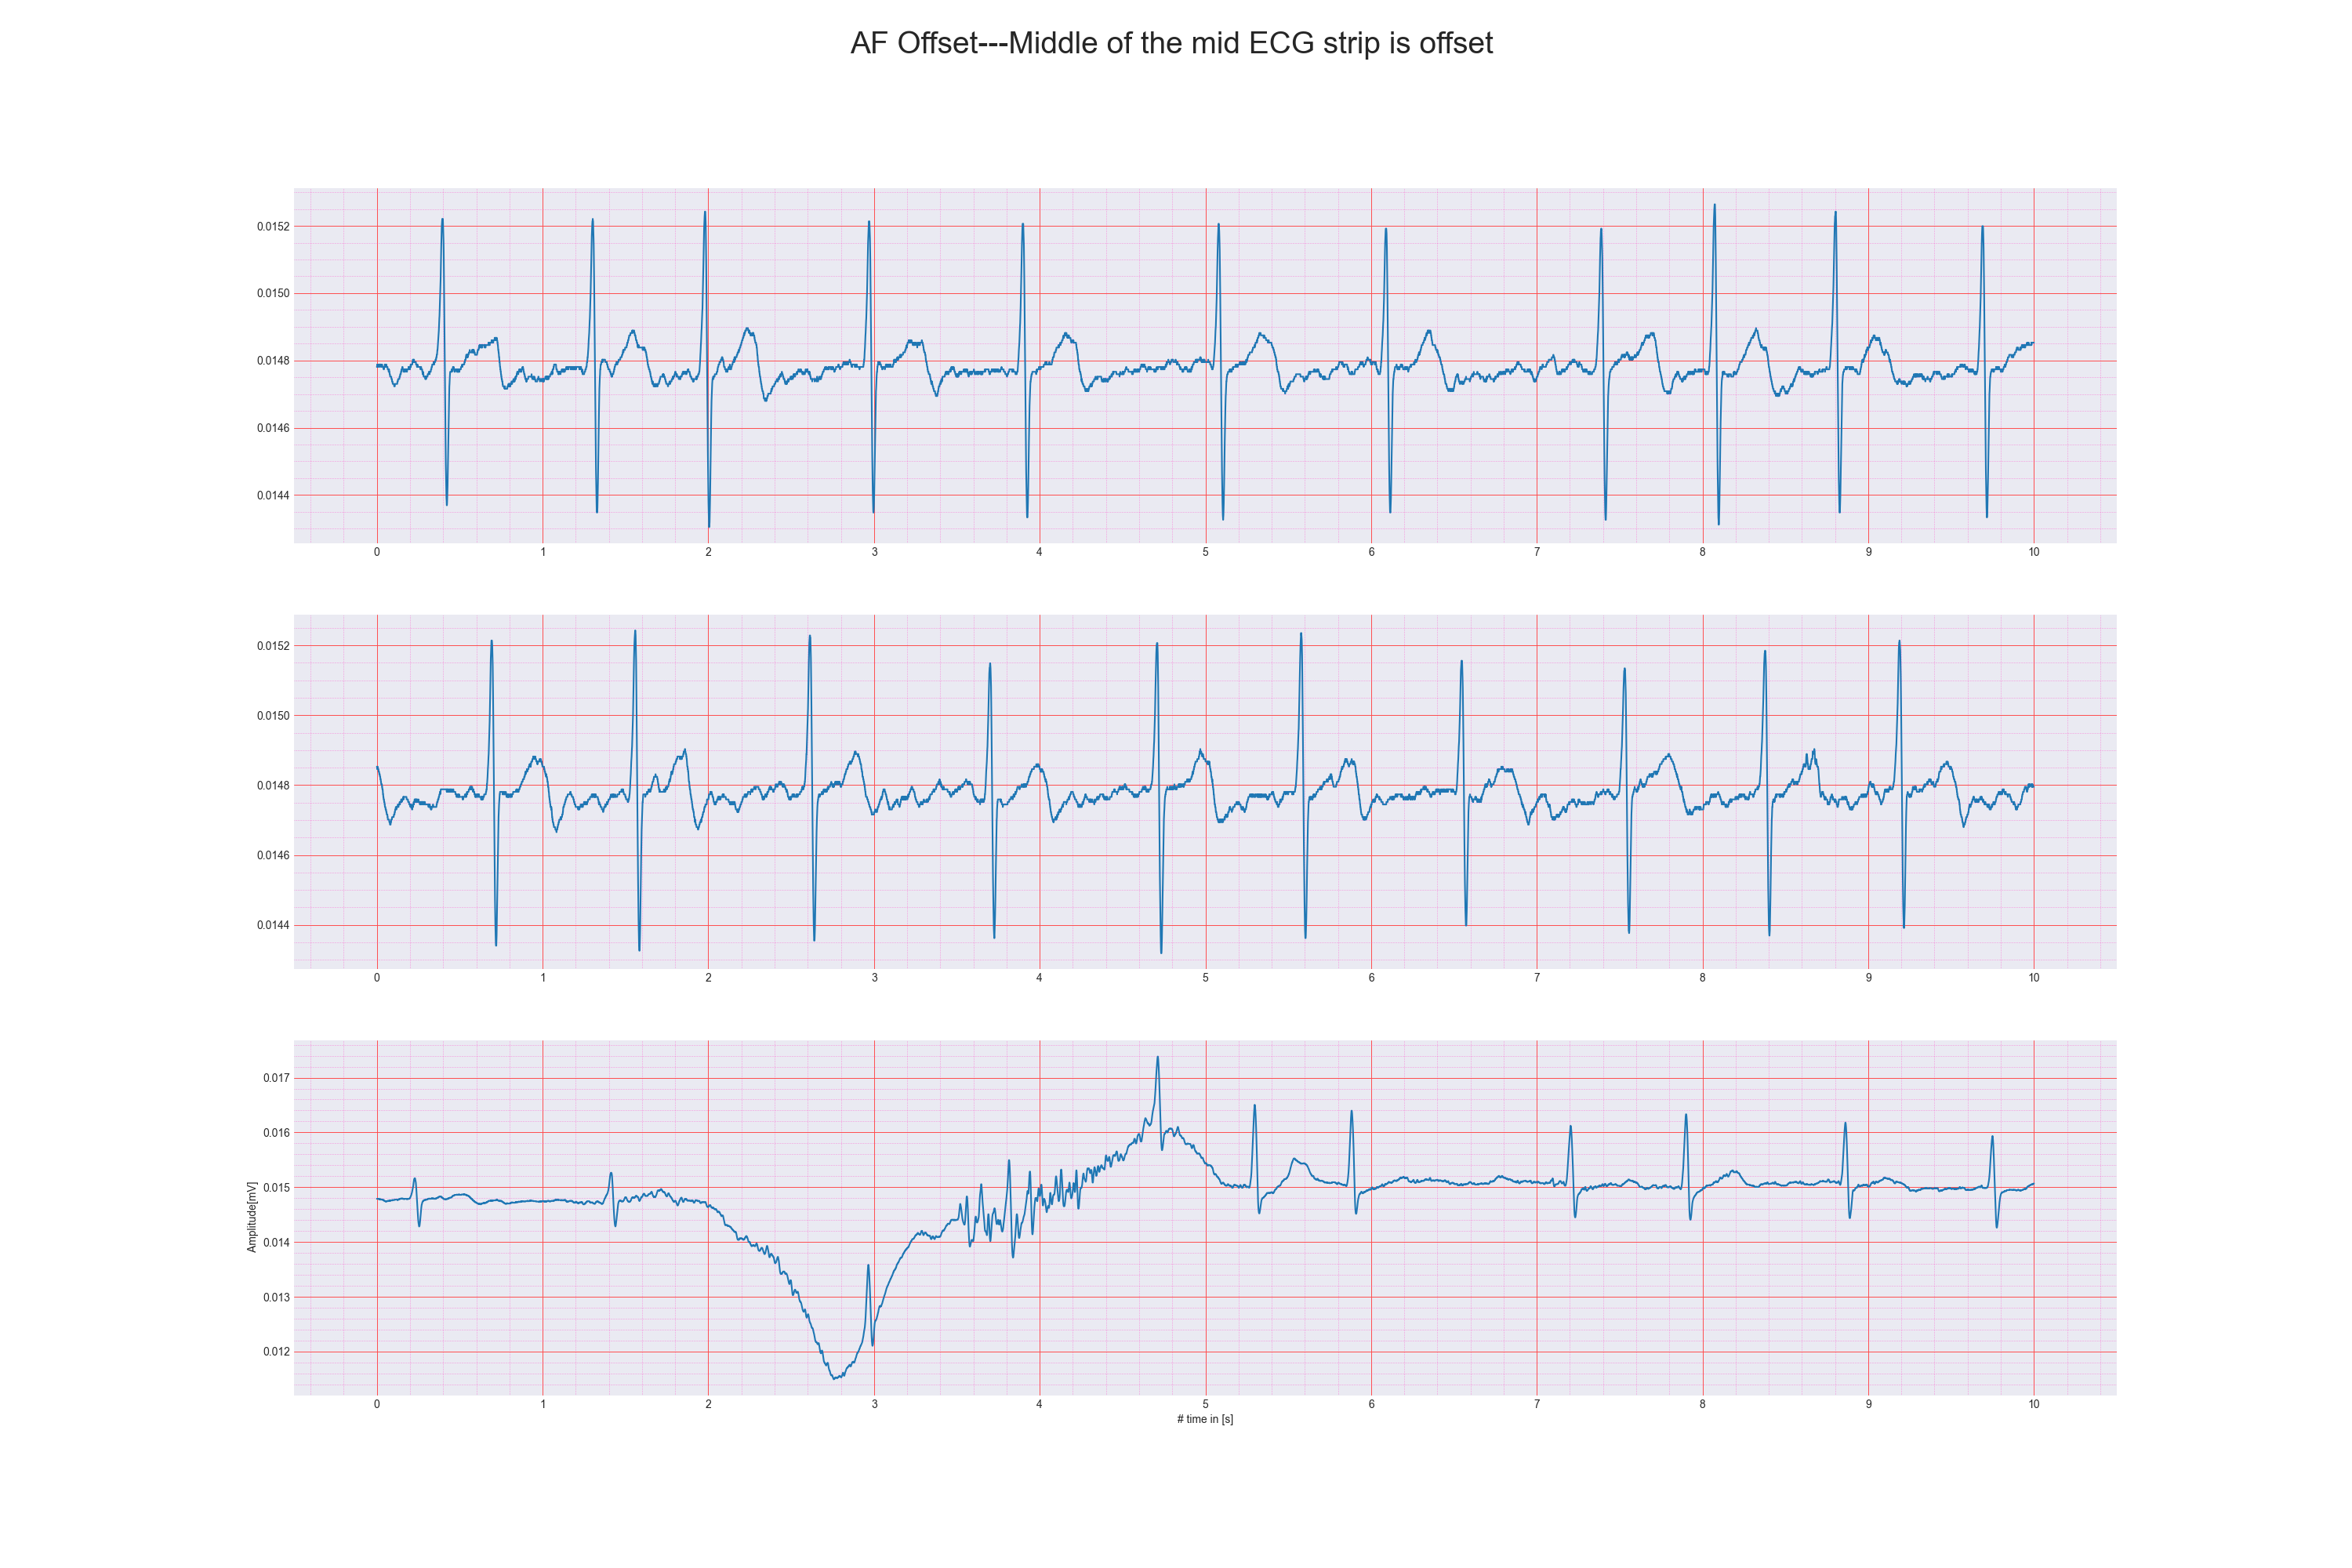 AF Offset---Middle of the mid ECG strip is offset
0.0152
0.0150
0.0148
0.0146
0.0144
0 1 2 3 4 5 6 7 8 9 10
0.0152
0.0150
0.0148
0.0146
0.0144
0 1 2 3 4 5 6 7 8 9 10
Amplitude[mV]
0.017
0.016
0.015
0.014
0.013
0.012
0 1 2 3 4 5 6 7 8 9 10
# time in [s]